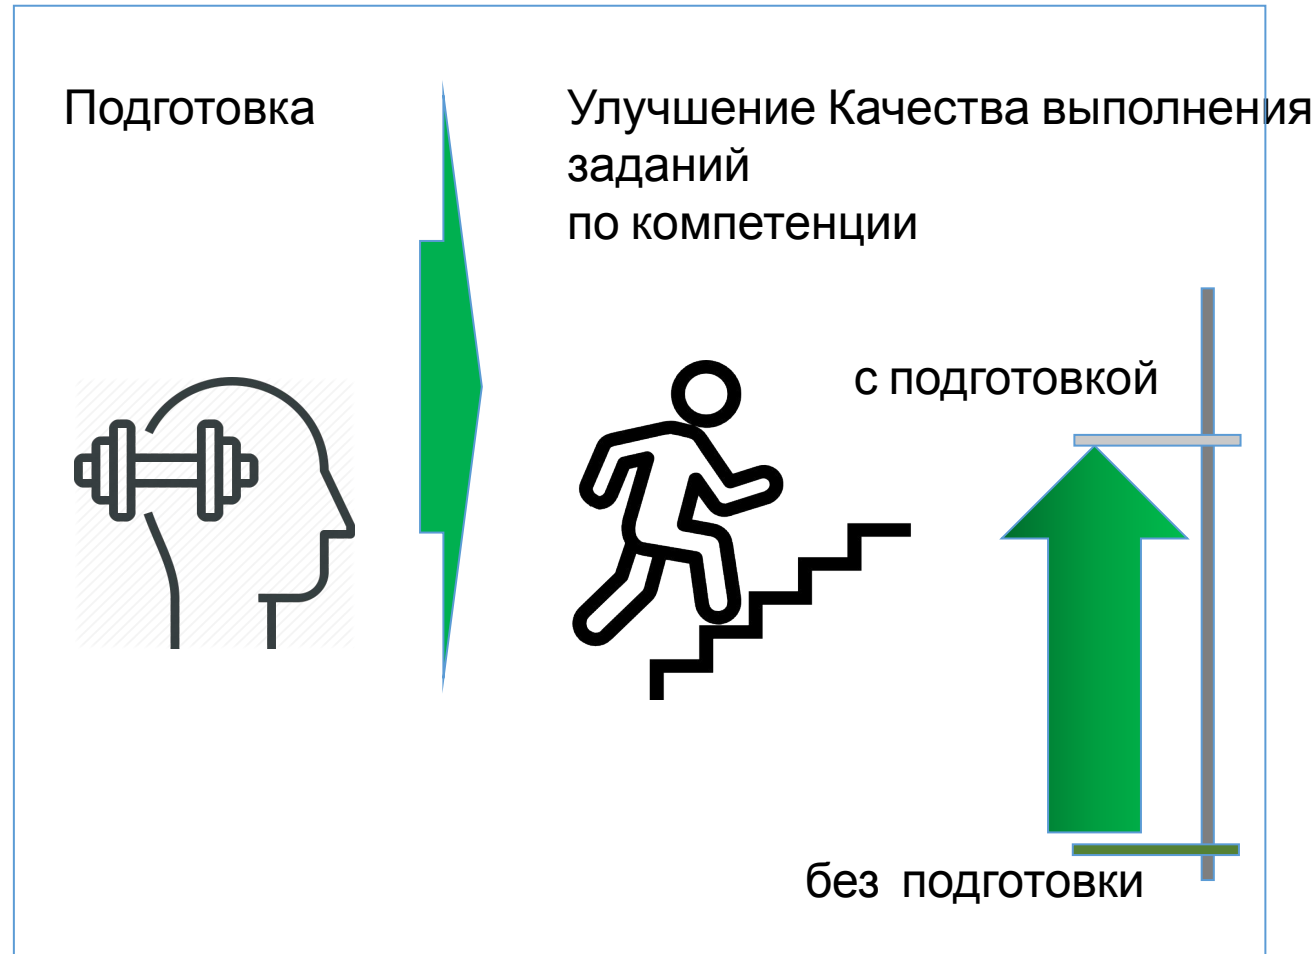 Подготовка
Улучшение Качества выполнения
заданий
по компетенции
с подготовкой
без подготовки